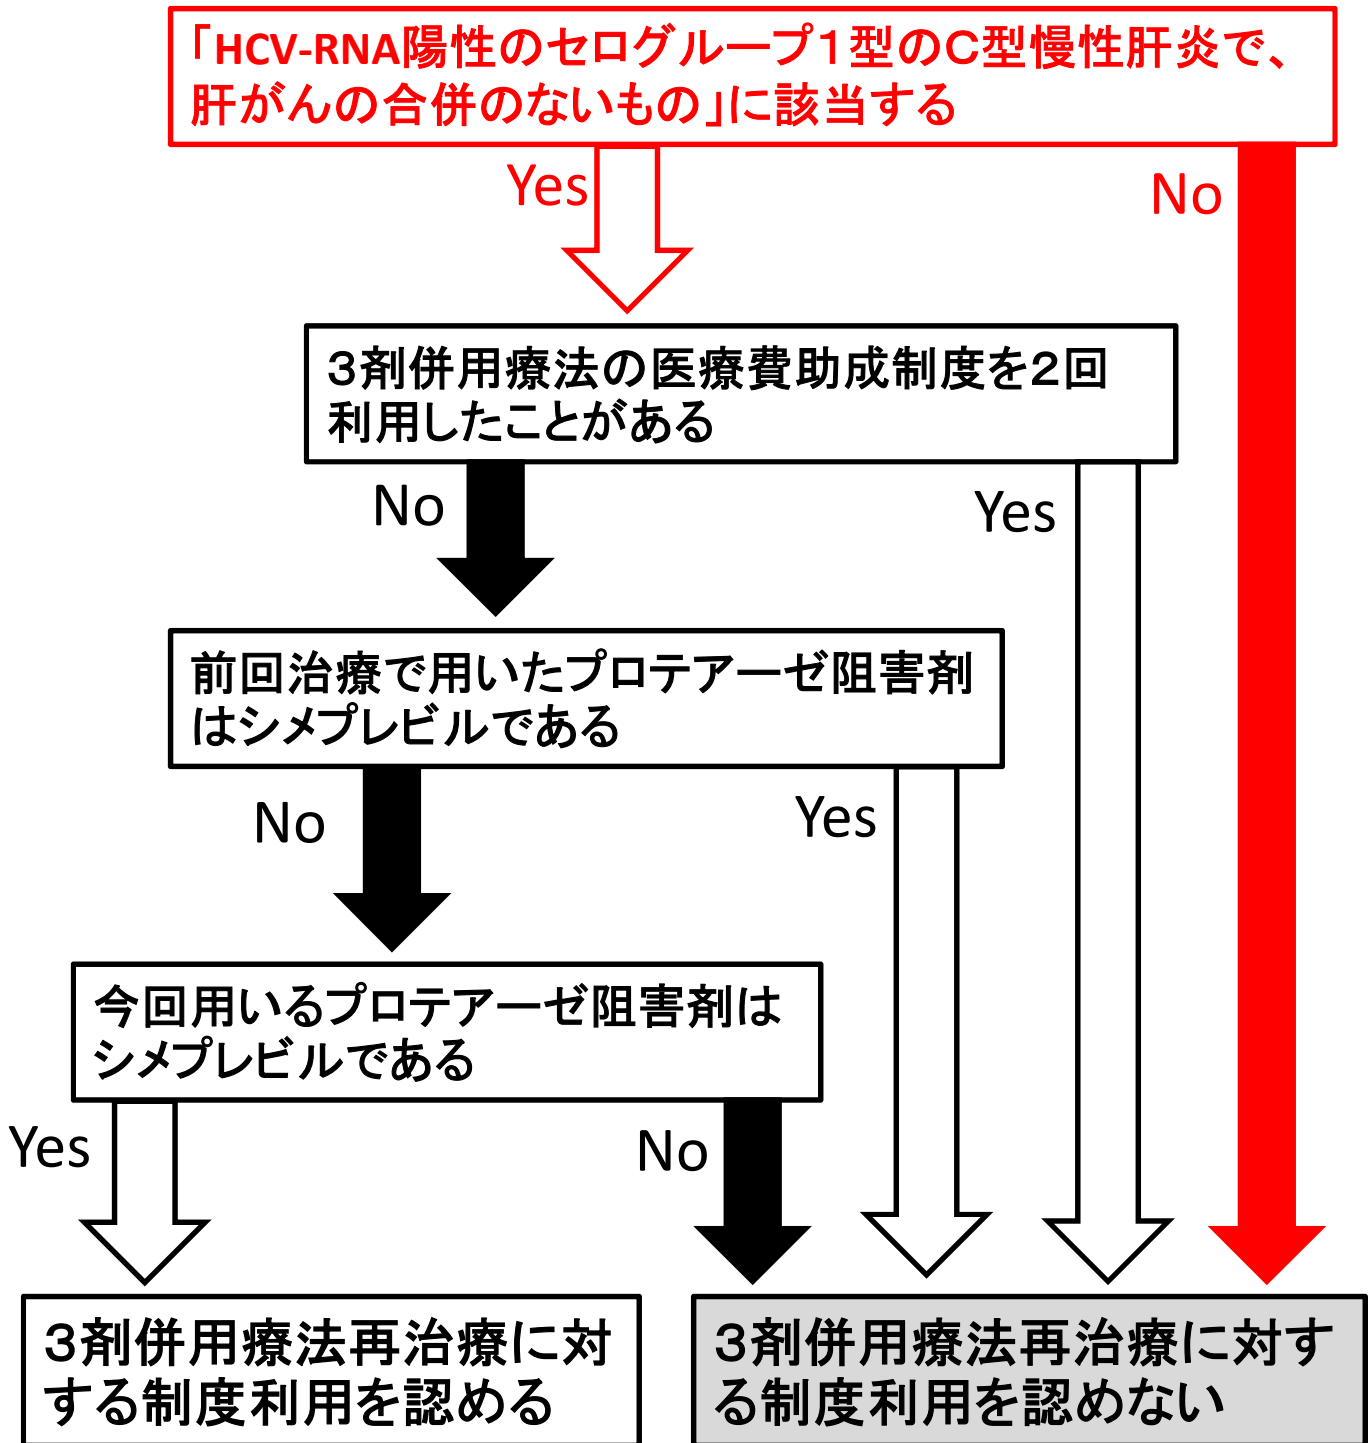 「HCV-RNA陽性のセログループ１型のＣ型慢性肝炎で、
肝がんの合併のないもの」に該当する
Yes
No
３剤併用療法の医療費助成制度を２回
利用したことがある
No
Yes
前回治療で用いたプロテアーゼ阻害剤
はシメプレビルである
No
Yes
今回用いるプロテアーゼ阻害剤は
シメプレビルである
Yes
No
３剤併用療法再治療に対
する制度利用を認める
３剤併用療法再治療に対す
る制度利用を認めない